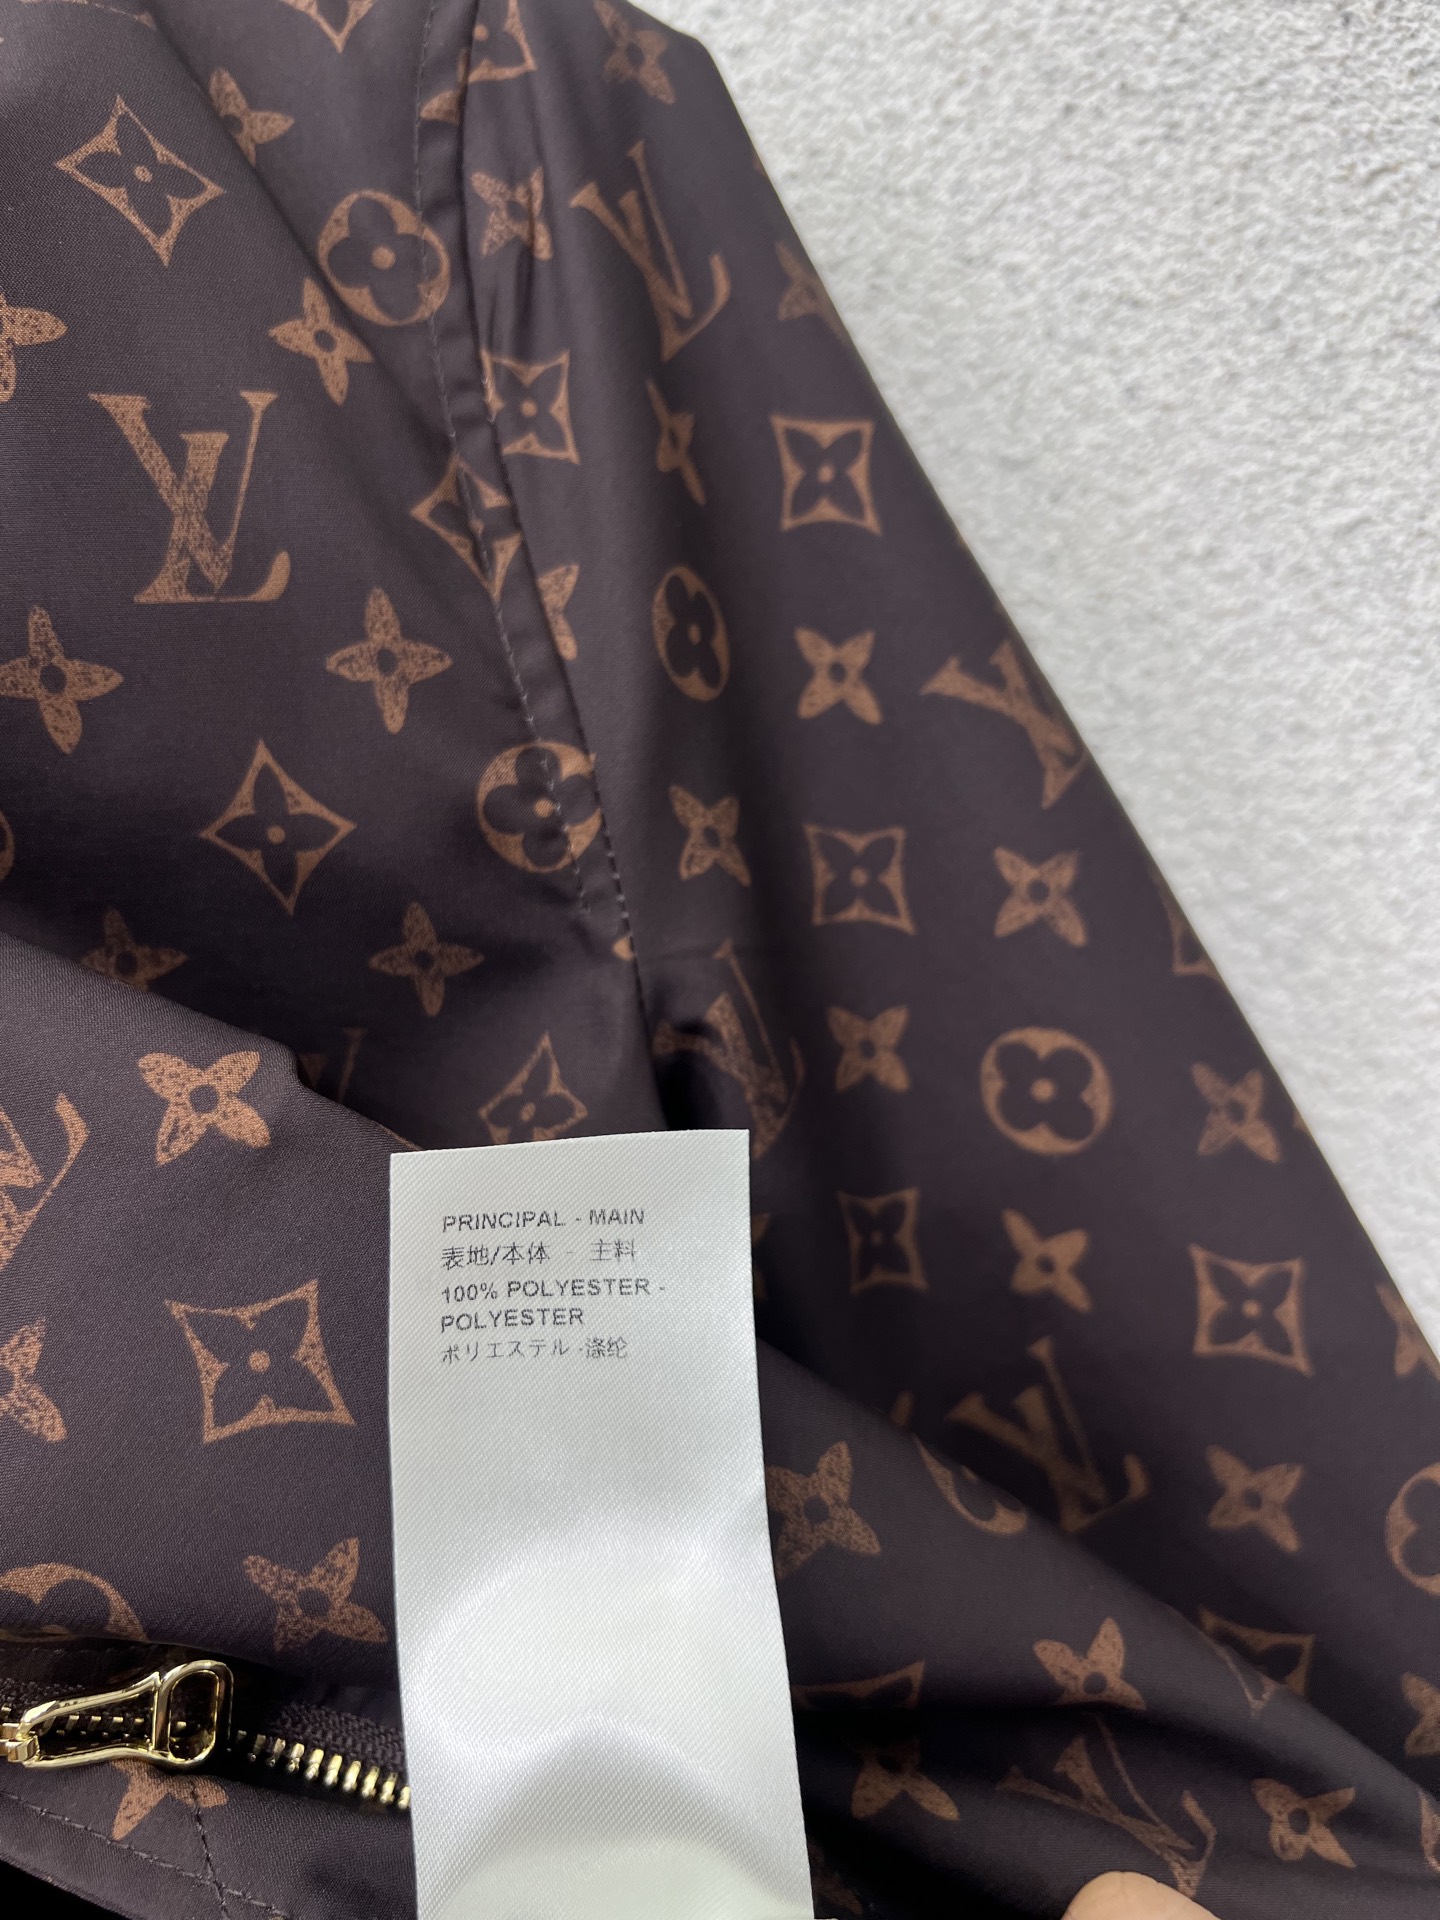 PRINCIPAL - MAIN
表地/本体 - 主料
100% POLYESTER -
POLYESTER
ポリエステル -涤纶